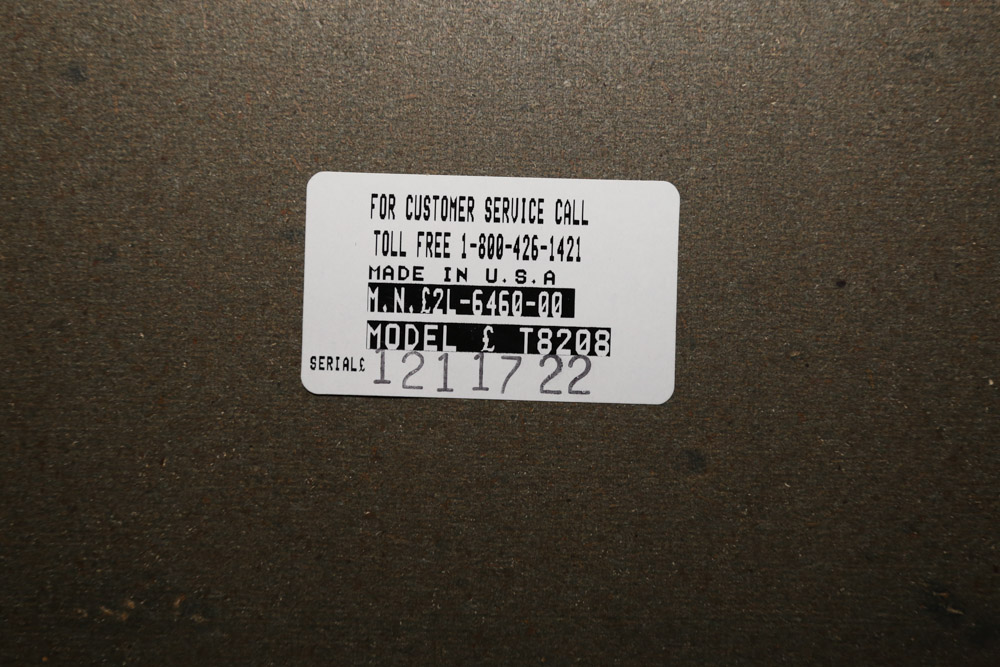 FOR CUSTOMER SERVICE CALL
TOLL FREE 1-800-426-1421
MADE IN U.S.A
M.N.£2L-6460-00
MODEL £ T8208
SERIAL£ 1211722